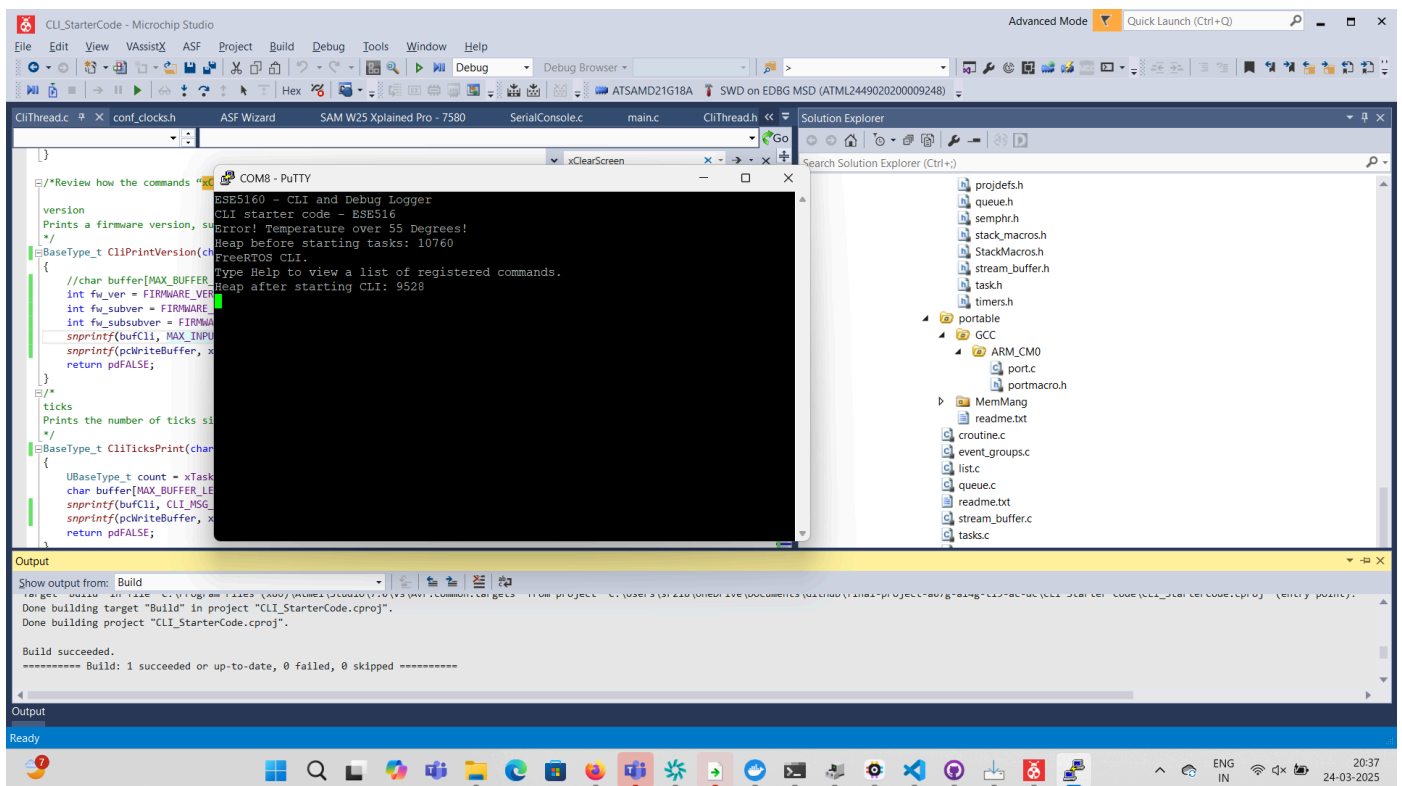 CLI_StarterCode - Microchip Studio
Advanced Mode
Quick Launch (Ctrl+Q)
File Edit View VAssistX ASF Project Build Debug Tools Window Help
Debug
Debug Browser
Hex
ATSAMD21G18A
SWD on EDBG MSD (ATML2449020200009248)
CliThread.c
conf_clocks.h
ASF Wizard
SAM W25 Xplained Pro - 7580
SerialConsole.c
main.c
CliThread.h
Go
}
xClearScreen
/*Review how the commands "xC
version
Prints a firmware version, su
*/
BaseType_t CliPrintVersion(ch
{
//char buffer[MAX_BUFFER_
int fw_ver = FIRMWARE_VER
int fw_subver = FIRMWARE_
int fw_subsubver = FIRMWA
snprintf(bufCli, MAX_INPU
snprintf(pcWriteBuffer, x
return pdFALSE;
}
/*
ticks
Prints the number of ticks si
*/
BaseType_t CliTicksPrint(char
{
UBaseType_t count = xTask
char buffer[MAX_BUFFER_LE
snprintf(bufCli, CLI_MSG_
snprintf(pcWriteBuffer, x
return pdFALSE;
}
COM8 - PuTTY
ESE5160 - CLI and Debug Logger
CLI starter code - ESE516
Error! Temperature over 55 Degrees!
Heap before starting tasks: 10760
FreeRTOS CLI.
Type Help to view a list of registered commands.
Heap after starting CLI: 9528
Solution Explorer
Search Solution Explorer (Ctrl+;)
projdefs.h
queue.h
semphr.h
stack_macros.h
StackMacros.h
stream_buffer.h
task.h
timers.h
portable
GCC
ARM_CM0
port.c
portmacro.h
MemMang
readme.txt
croutine.c
event_groups.c
list.c
queue.c
readme.txt
stream_buffer.c
tasks.c
Output
Show output from: Build
Done building target "Build" in project "CLI_StarterCode.cproj".
Done building project "CLI_StarterCode.cproj".
Build succeeded.
========== Build: 1 succeeded or up-to-date, 0 failed, 0 skipped ==========
Output
Ready
7
ENG
IN
20:37
24-03-2025